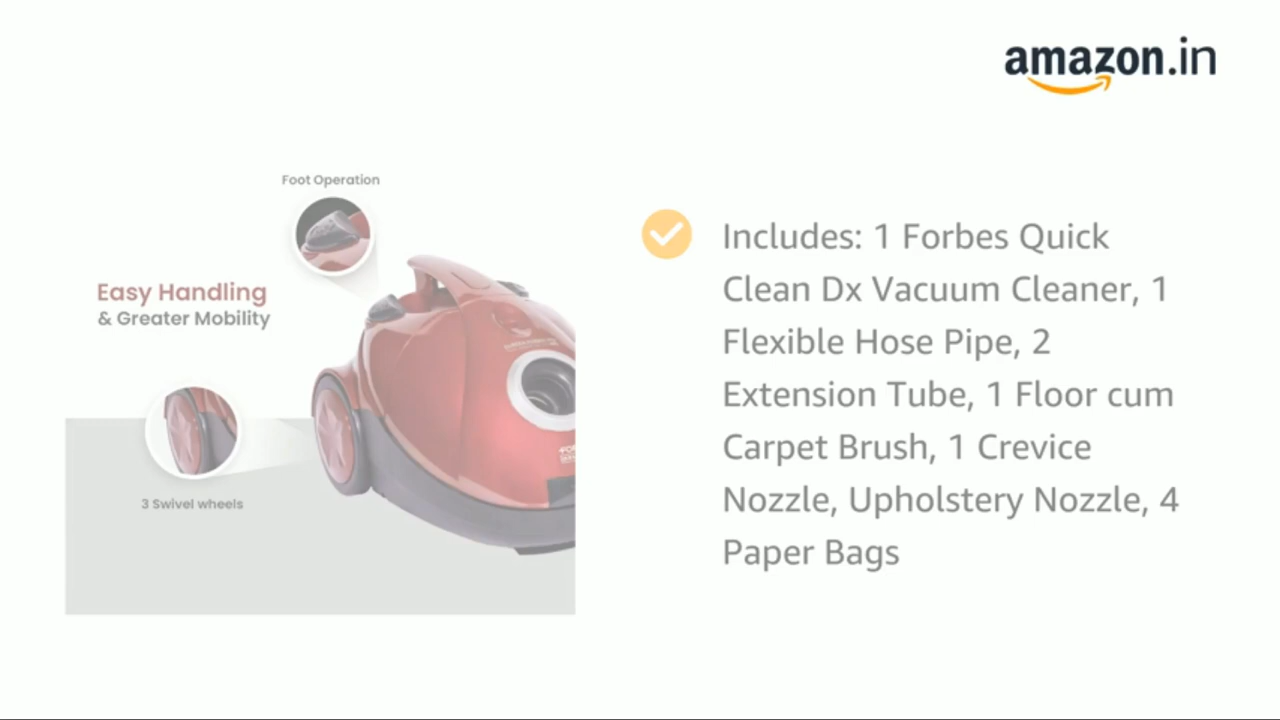 amazon.in
Foot Operation
Easy Handling
& Greater Mobility
3 Swivel wheels
Includes: 1 Forbes Quick
Clean Dx Vacuum Cleaner, 1
Flexible Hose Pipe, 2
Extension Tube, 1 Floor cum
Carpet Brush, 1 Crevice
Nozzle, Upholstery Nozzle, 4
Paper Bags